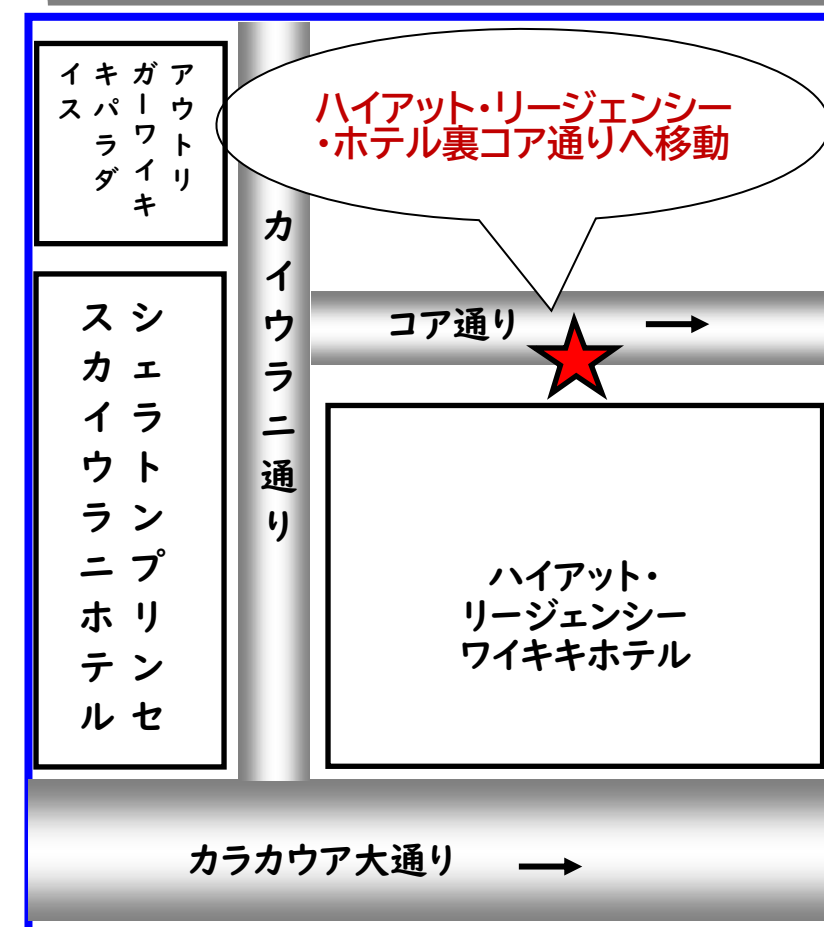 アウトリ
ガーワイキ
キパラダ
イス
ハイアット・リージェンシー
・ホテル裏コア通りへ移動
カイウラニ通り
コア通り
シェラトンプリンセ
スカイウラニホテル
ハイアット・
リージェンシー
ワイキキホテル
カラカウア大通り